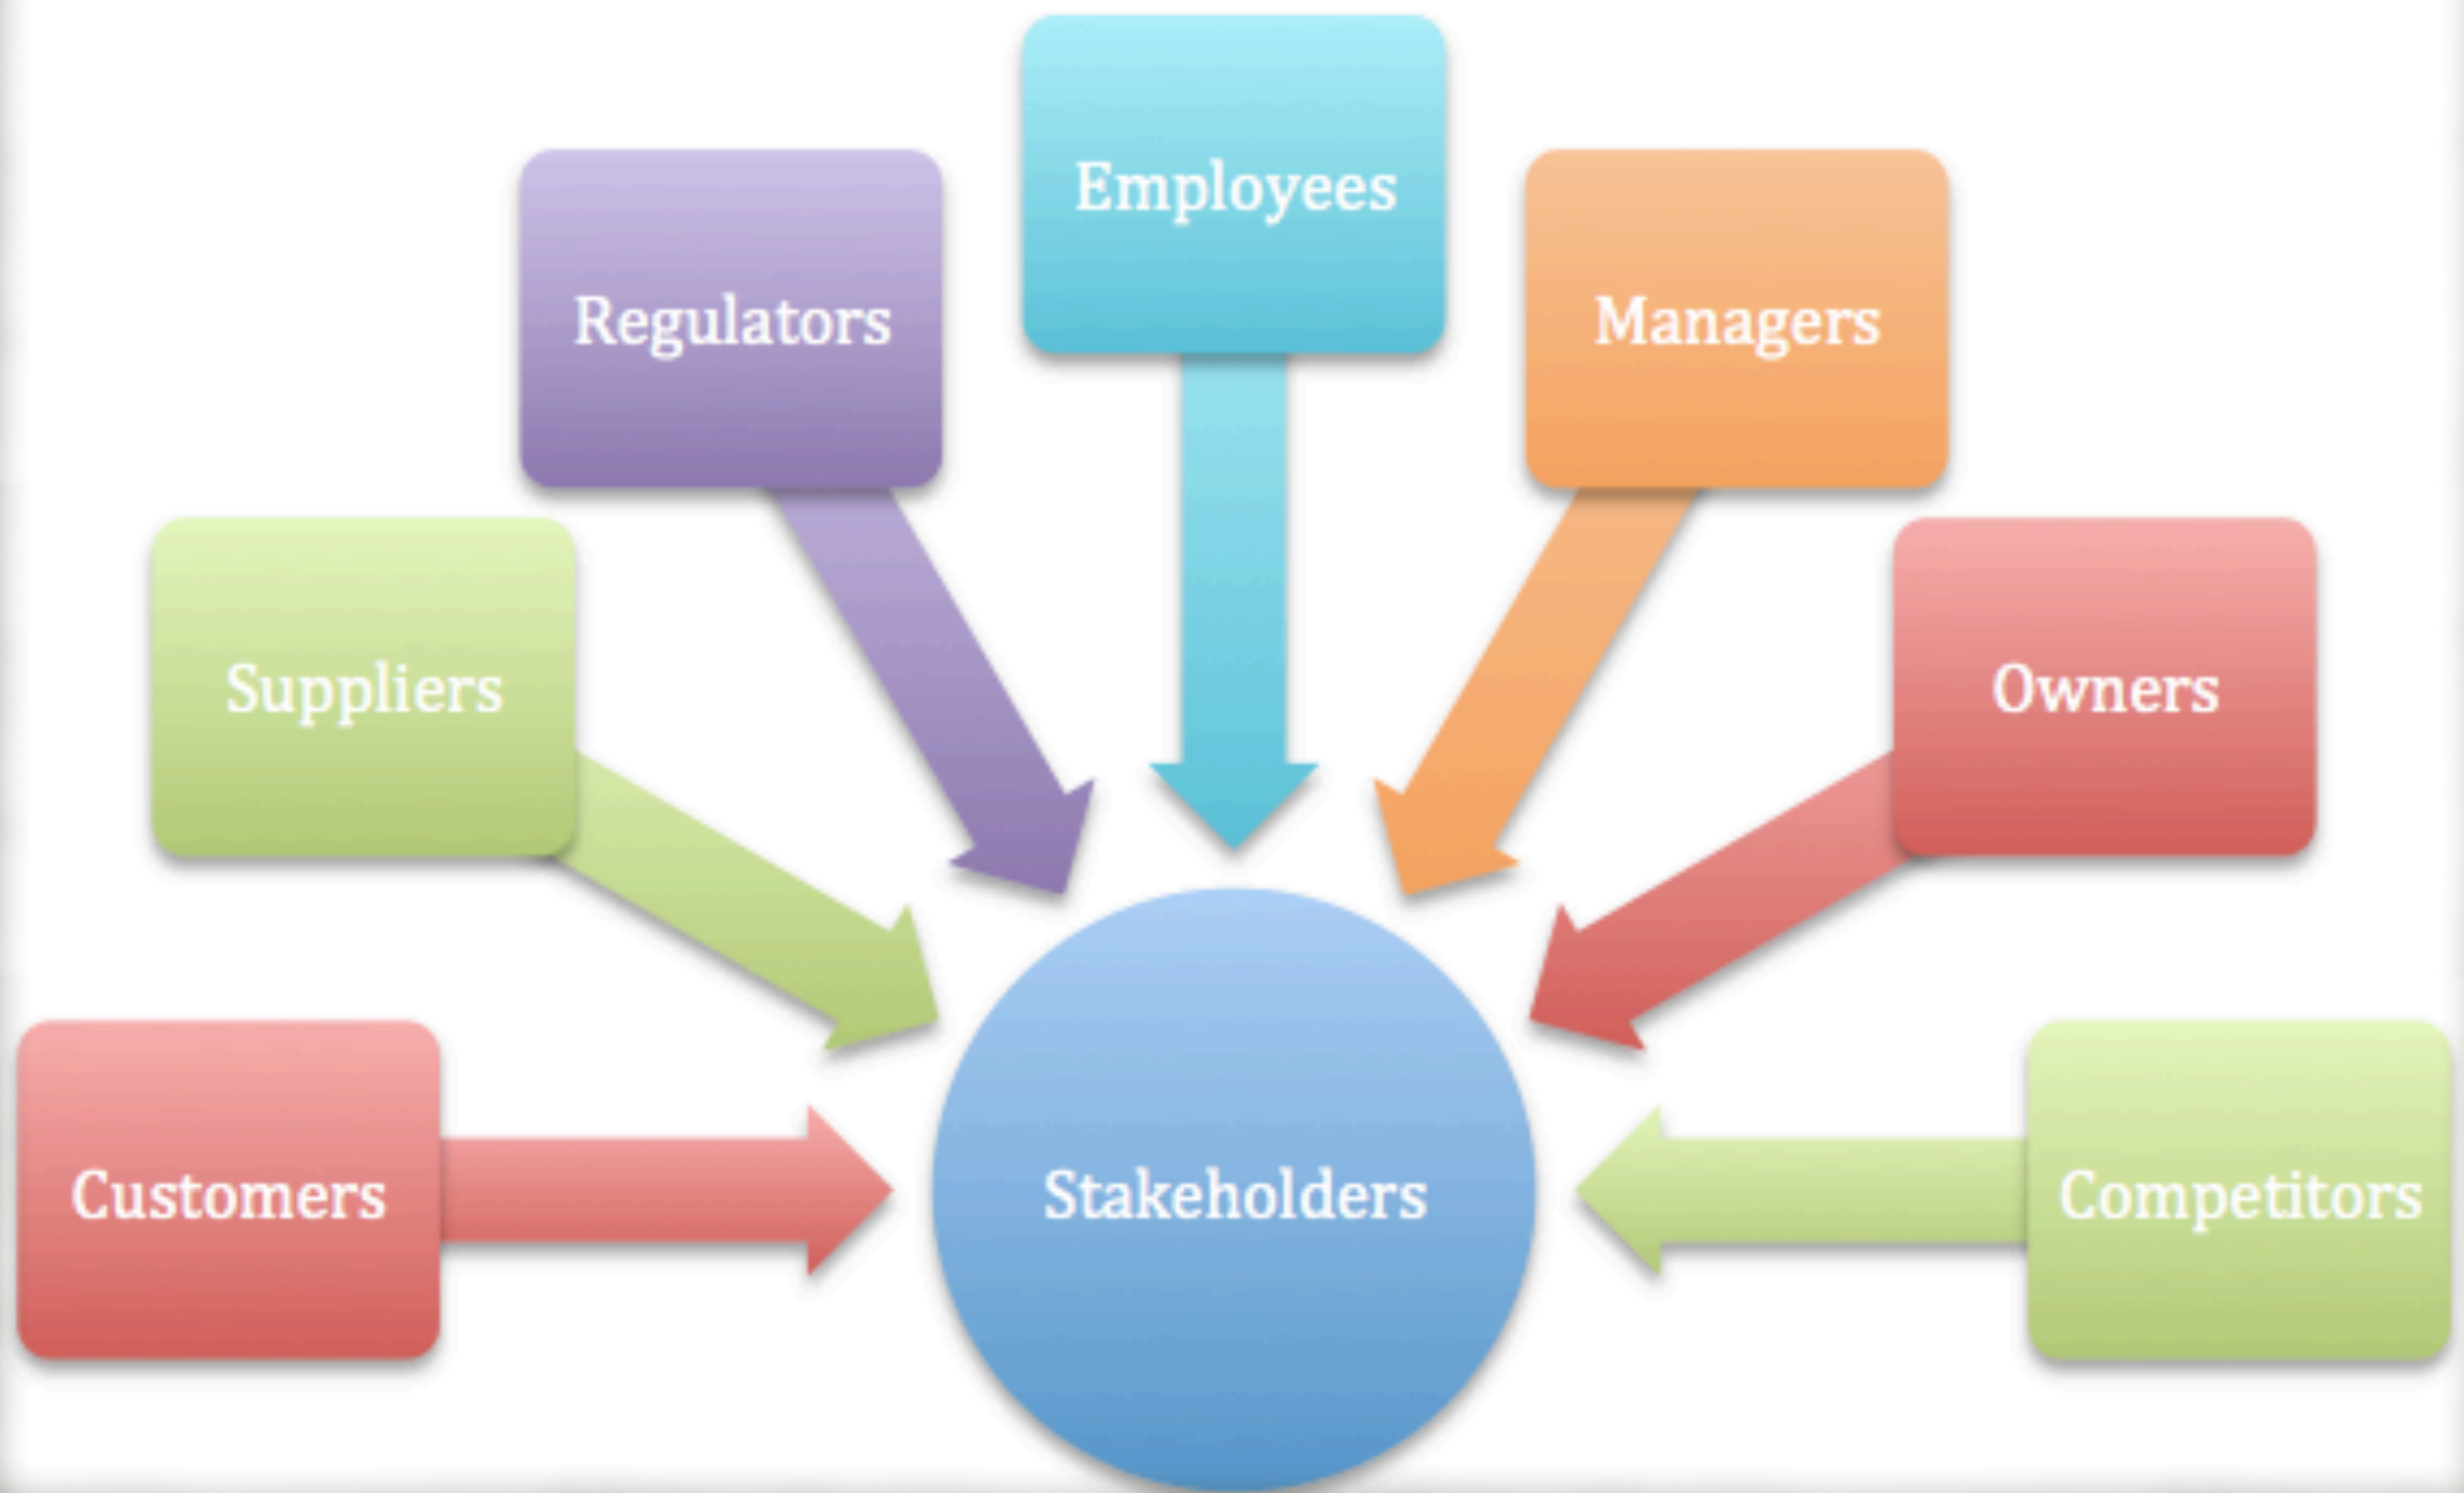 Employees
Regulators
Managers
Suppliers
Owners
Customers
Stakeholders
Competitors